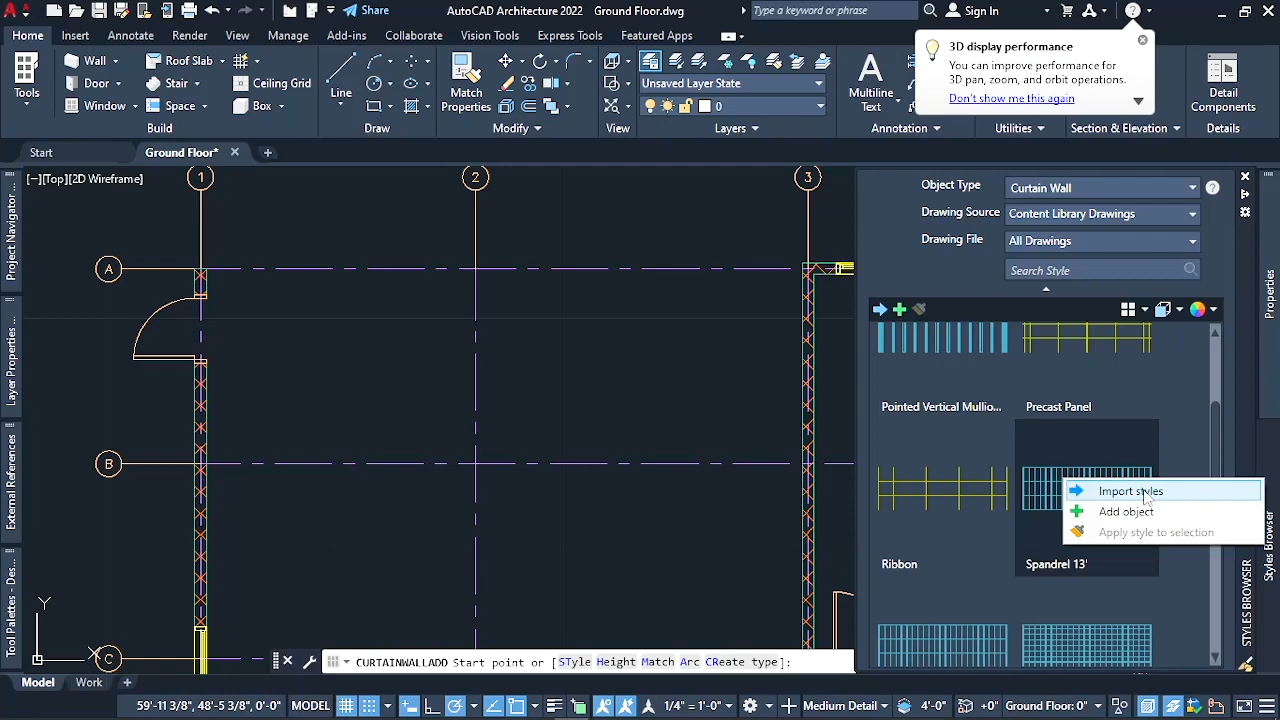 Share
AutoCAD Architecture 2022 Ground Floor.dwg
Type a keyword or phrase
Sign In
Home Insert Annotate Render View Manage Add-ins Collaborate Vision Tools Express Tools Featured Apps
3D display performance
You can improve performance for
3D pan, zoom, and orbit operations.
Don't show me this again
Tools
Wall
Door
Window
Roof Slab
Stair
Space
Ceiling Grid
Box
Build
Line
Draw
Match
Properties
Modify
View
Unsaved Layer State
0
Layers
Multiline
Text
Annotation
Utilities
Section & Elevation
Detail
Components
Details
Start
Ground Floor*
[−][Top][2D Wireframe]
1
2
3
A
B
C
Y
X
Project Navigator ...
Layer Properties ...
External References
Tool Palettes - Des...
Object Type
Curtain Wall
Drawing Source
Content Library Drawings
Drawing File
All Drawings
Search Style
Pointed Vertical Mullio...
Precast Panel
Import styles
Add object
Apply style to selection
Ribbon
Spandrel 13'
Properties
Styles Browser
STYLES BROWSER
CURTAINWALLADD Start point or [STyle Height Match Arc CReate type]:
Model
Work
59'-11 3/8", 48'-5 3/8", 0'-0"
MODEL
1/4" = 1'-0"
Medium Detail
4'-0"
+0"
Ground Floor: 0"